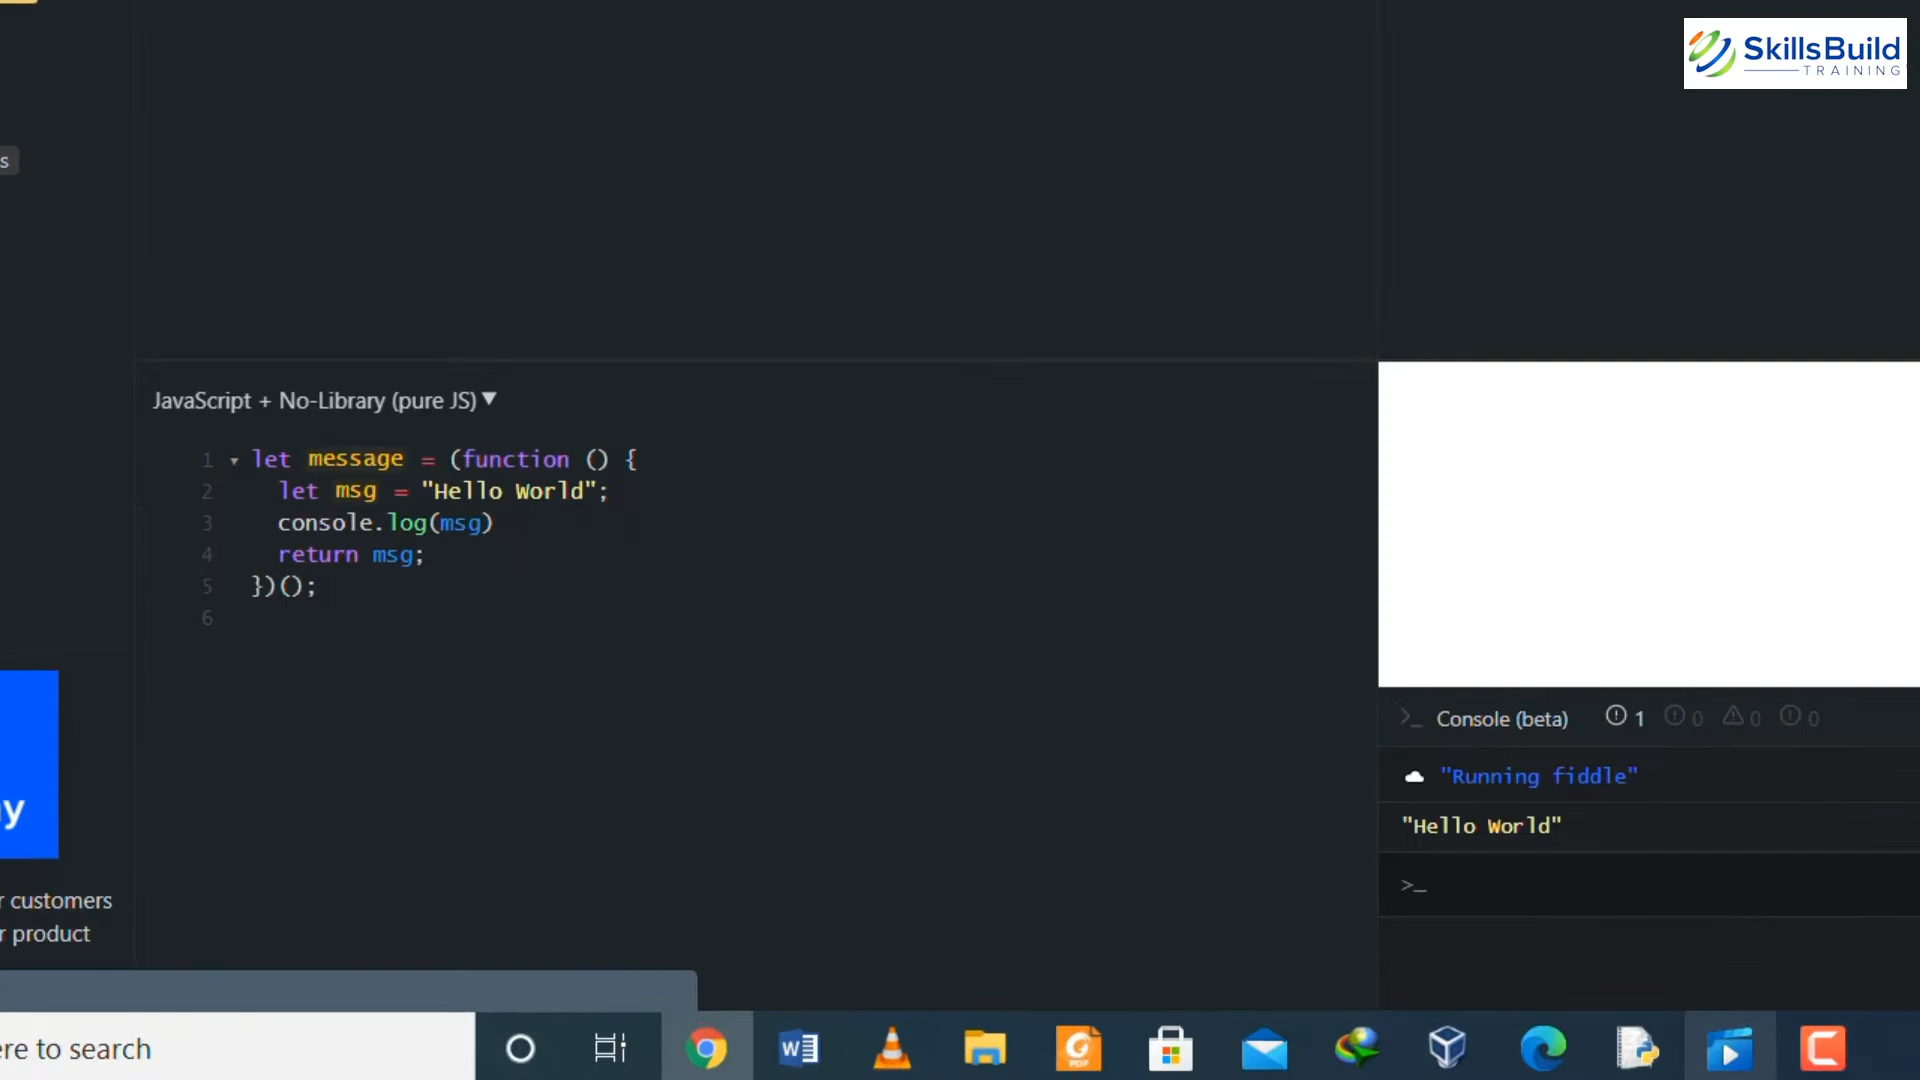 SkillsBuild
TRAINING
s
JavaScript + No-Library (pure JS) ▼
1 let message = (function () {
2 let msg = "Hello World";
3 console.log(msg)
4 return msg;
5 })();
6
y
r customers
r product
Console (beta) 1 0 0 0
"Running fiddle"
"Hello World"
>_
ere to search
W
PDF